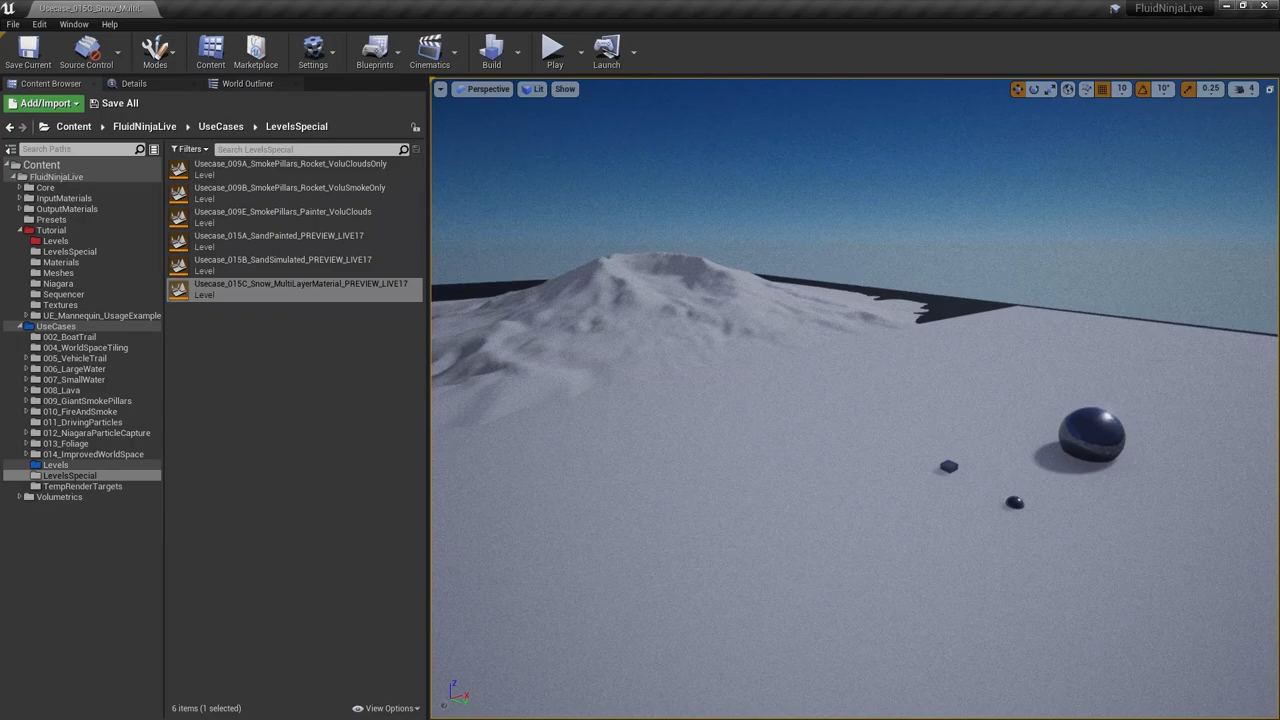 Usecase_015C_Snow_MultiL.
FluidNinjaLive
File Edit Window Help
Save Current Source Control Modes Content Marketplace Settings Blueprints Cinematics Build Play Launch
Content Browser Details World Outliner
Add/Import Save All
Content FluidNinjaLive UseCases LevelsSpecial
Search Paths
Filters Search LevelsSpecial
Content
FluidNinjaLive
Core
InputMaterials
OutputMaterials
Presets
Tutorial
Levels
LevelsSpecial
Materials
Meshes
Niagara
Sequencer
Textures
UE_Mannequin_UsageExample
UseCases
002_BoatTrail
004_WorldSpaceTiling
005_VehicleTrail
006_LargeWater
007_SmallWater
008_Lava
009_GiantSmokePillars
010_FireAndSmoke
011_DrivingParticles
012_NiagaraParticleCapture
013_Foliage
014_ImprovedWorldSpace
Levels
LevelsSpecial
TempRenderTargets
Volumetrics
Usecase_009A_SmokePillars_Rocket_VoluCloudsOnly
Level
Usecase_009B_SmokePillars_Rocket_VoluSmokeOnly
Level
Usecase_009E_SmokePillars_Painter_VoluClouds
Level
Usecase_015A_SandPainted_PREVIEW_LIVE17
Level
Usecase_015B_SandSimulated_PREVIEW_LIVE17
Level
Usecase_015C_Snow_MultiLayerMaterial_PREVIEW_LIVE17
Level
6 items (1 selected) View Options
Perspective Lit Show 10 10° 0.25 4
Z
X
Y